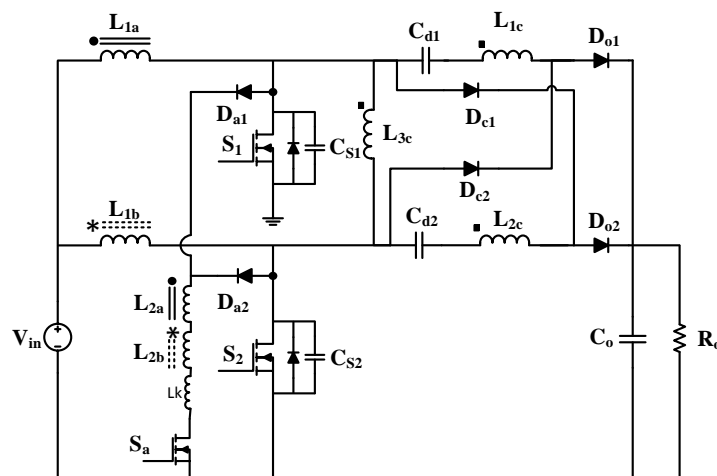 L1a
Cd1
L1c
Do1
Da1
Dc1
S1
CS1
L3c
Dc2
* L1b
Cd2
L2c
Do2
L2a
Da2
Vin
*
L2b
S2
CS2
Co
Lk
Sa